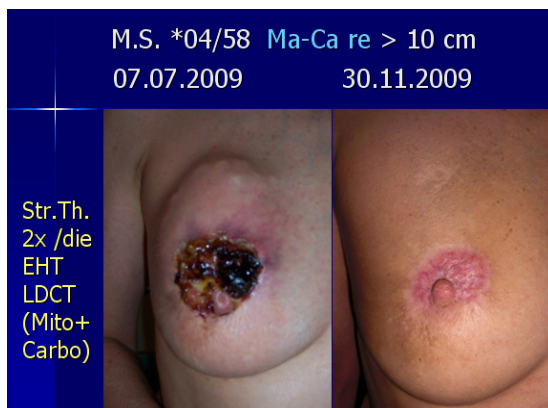 M.S. *04/58 Ma-Ca re > 10 cm
07.07.2009 30.11.2009
Str.Th.
2x /die
EHT
LDCT
(Mito+
Carbo)